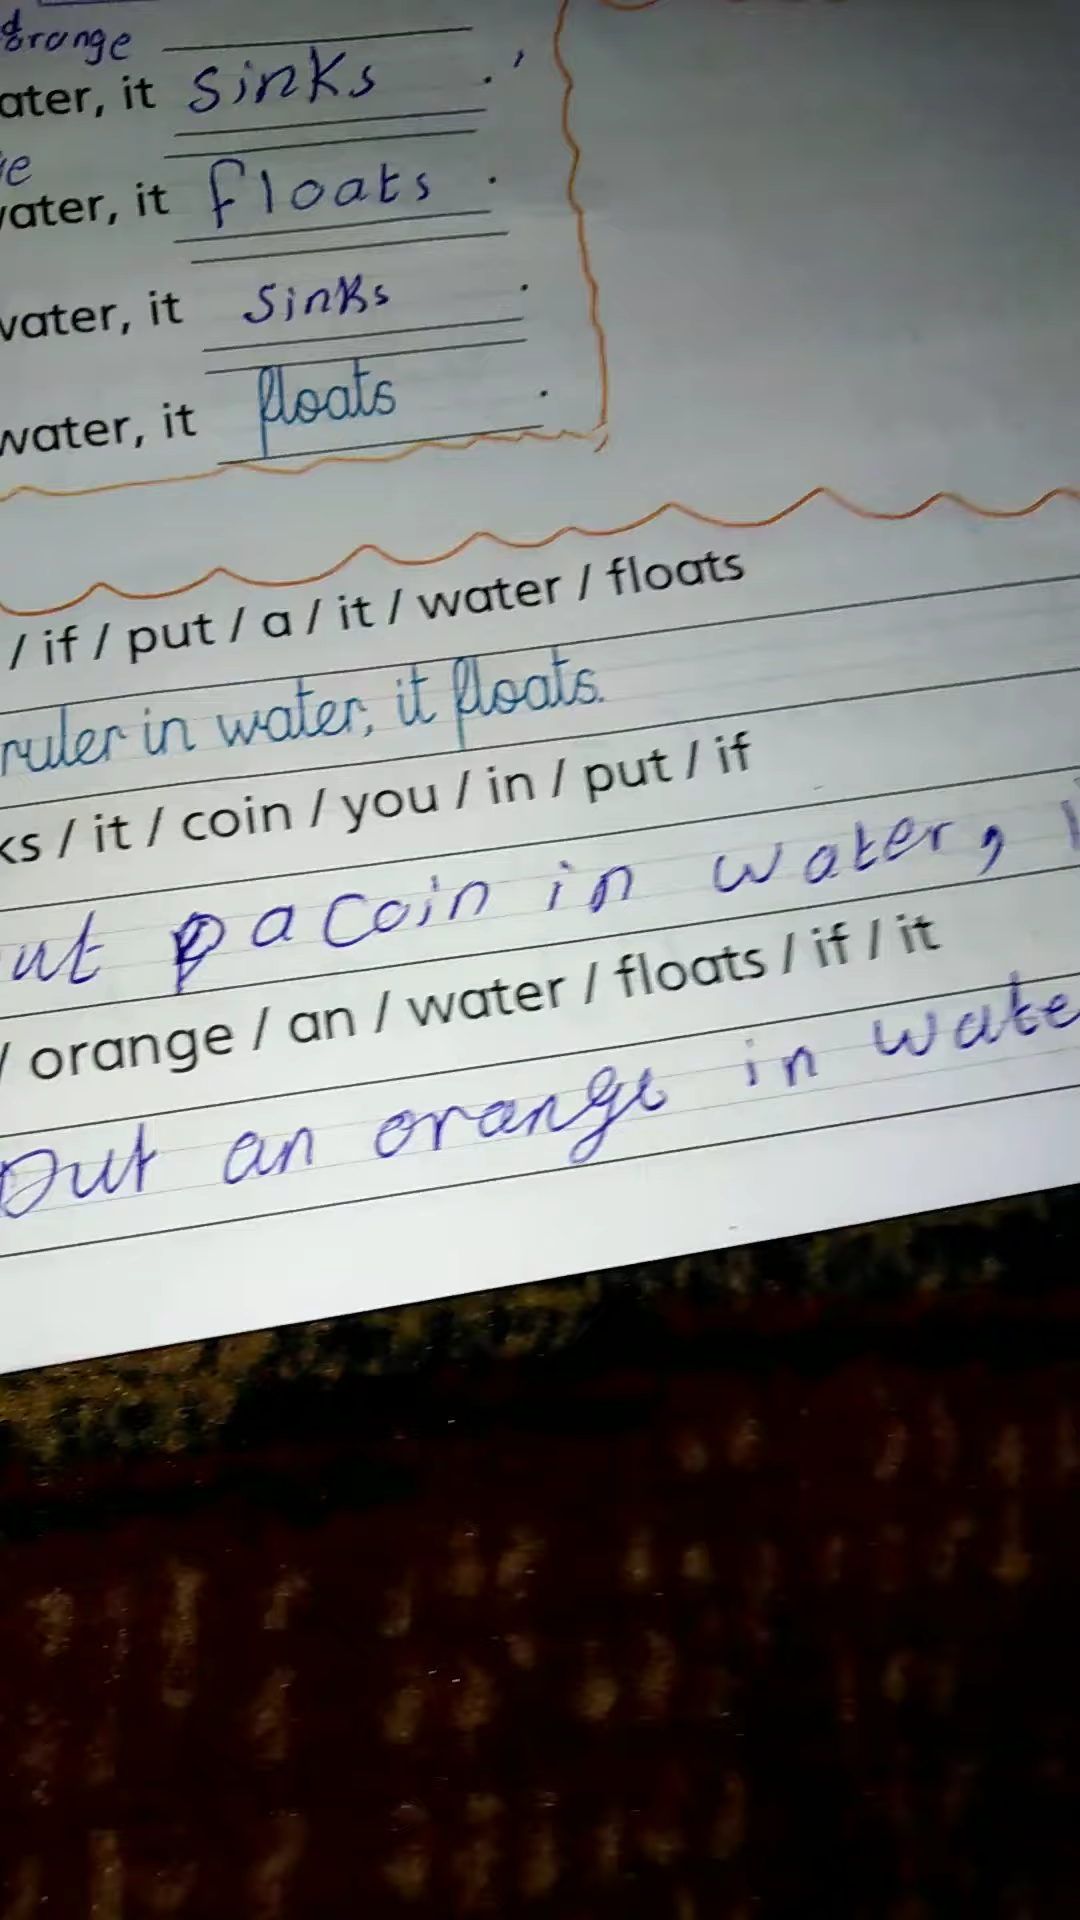 orange
ater, it sinks .
e
ater, it floats .
water, it sinks .
water, it floats .
/ if / put / a / it / water / floats
ruler in water, it floats.
ks / it / coin / you / in / put / if
ut a coin in water,
/ orange / an / water / floats / if / it
put an orange in wate